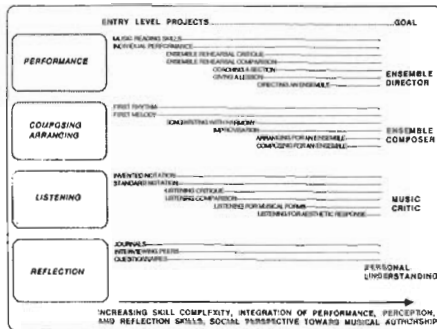 ENTRY LEVEL PROJECTS GOAL
PERFORMANCE
MUSIC READING SKILLS
INDIVIDUAL PERFORMANCE
ENSEMBLE REHEARSAL CRITIQUE
ENSEMBLE REHEARSAL COMPARISON
COACHING A SECTION
GIVING A LESSON
DIRECTING AN ENSEMBLE
ENSEMBLE
DIRECTOR
COMPOSING
ARRANGING
FIRST RHYTHM
FIRST MELODY
SONGWRITING WITH HARMONY
IMPROVISATION
ARRANGING FOR AN ENSEMBLE
COMPOSING FOR AN ENSEMBLE
ENSEMBLE
COMPOSER
LISTENING
INVENTED NOTATION
STANDARD NOTATION
LISTENING CRITIQUE
LISTENING COMPARISON
LISTENING FOR MUSICAL FORMS
LISTENING FOR AESTHETIC RESPONSE
MUSIC
CRITIC
REFLECTION
JOURNALS
INTERVIEWING PEERS
QUESTIONNAIRES
PERSONAL
UNDERSTANDING
INCREASING SKILL COMPLEXITY, INTEGRATION OF PERFORMANCE, PERCEPTION,
AND REFLECTION SKILLS, SOCIAL PERSPECTIVE TOWARD MUSICAL AUTHORSHIP